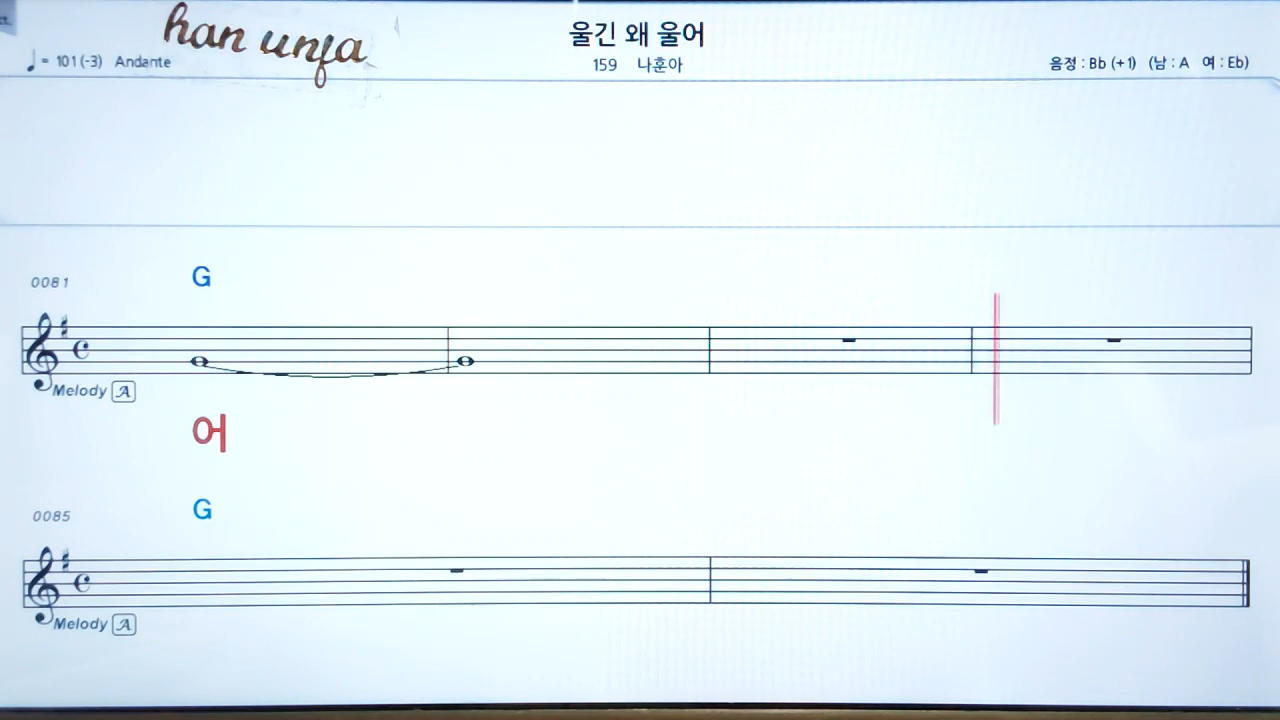 han unja
울긴 왜 울어
♩ = 101 (-3) Andante
159 나훈아
음정 : Bb (+1) (남 : A 여 : Eb)
0081
G
Melody A
어
0085
G
Melody A